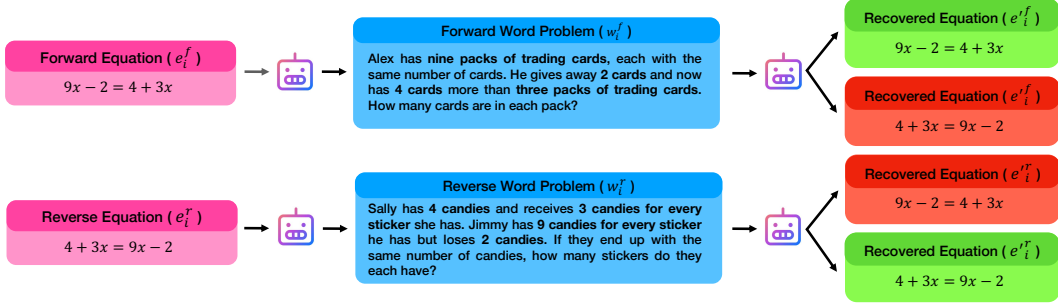 Forward Equation ( e_i^f )
9x − 2 = 4 + 3x
Forward Word Problem ( w_i^f )
Alex has nine packs of trading cards, each with
the same number of cards. He gives away 2 cards and now
has 4 cards more than three packs of trading cards.
How many cards are in each pack?
Recovered Equation ( e'_i^f )
9x − 2 = 4 + 3x
Recovered Equation ( e'_i^f )
4 + 3x = 9x − 2
Reverse Equation ( e_i^r )
4 + 3x = 9x − 2
Reverse Word Problem ( w_i^r )
Sally has 4 candies and receives 3 candies for every
sticker she has. Jimmy has 9 candies for every sticker
he has but loses 2 candies. If they end up with the
same number of candies, how many stickers do they
each have?
Recovered Equation ( e'_i^r )
9x − 2 = 4 + 3x
Recovered Equation ( e'_i^r )
4 + 3x = 9x − 2